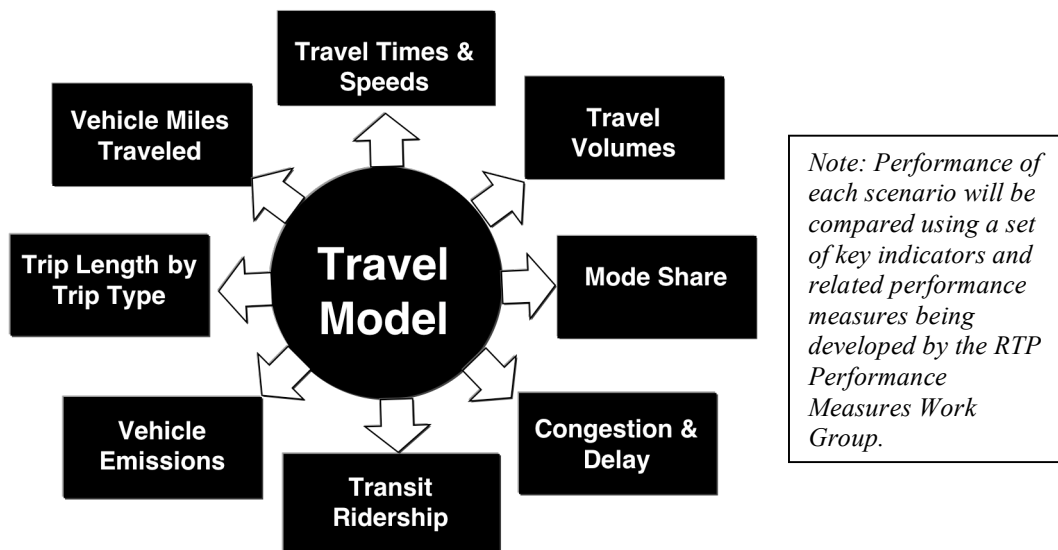 Travel Times &
Speeds
Travel
Volumes
Mode Share
Congestion &
Delay
Transit
Ridership
Vehicle
Emissions
Trip Length by
Trip Type
Vehicle Miles
Traveled
Travel
Model
Note: Performance of
each scenario will be
compared using a set
of key indicators and
related performance
measures being
developed by the RTP
Performance
Measures Work
Group.